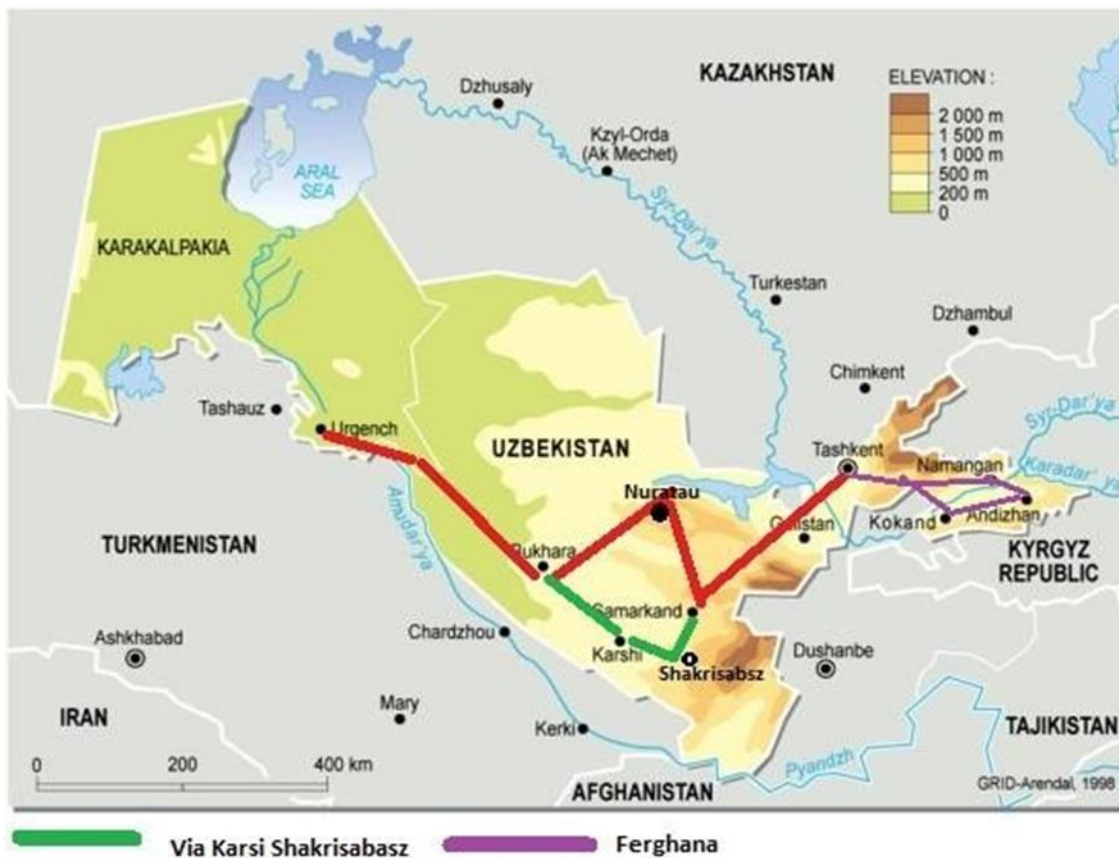 KAZAKHSTAN
ELEVATION :
2 000 m
1 500 m
1 000 m
500 m
200 m
0
Dzhusaly
Kzyl-Orda
(Ak Mechet)
ARAL
SEA
Syr-Dar'ya
KARAKALPAKIA
Turkestan
Dzhambul
Chimkent
Tashauz
Urgench
UZBEKISTAN
Tashkent
Namangan
Syr-Dar'ya
Karadar'ya
Nuratau
Gulistan
Kokand
Andizhan
Amudar'ya
TURKMENISTAN
Bukhara
KYRGYZ
REPUBLIC
Samarkand
Chardzhou
Karshi
Shakrisabsz
Dushanbe
Ashkhabad
IRAN
Mary
Kerki
TAJIKISTAN
Pyandzh
0 200 400 km
AFGHANISTAN
GRID-Arendal, 1998
Via Karsi Shakrisabasz
Ferghana